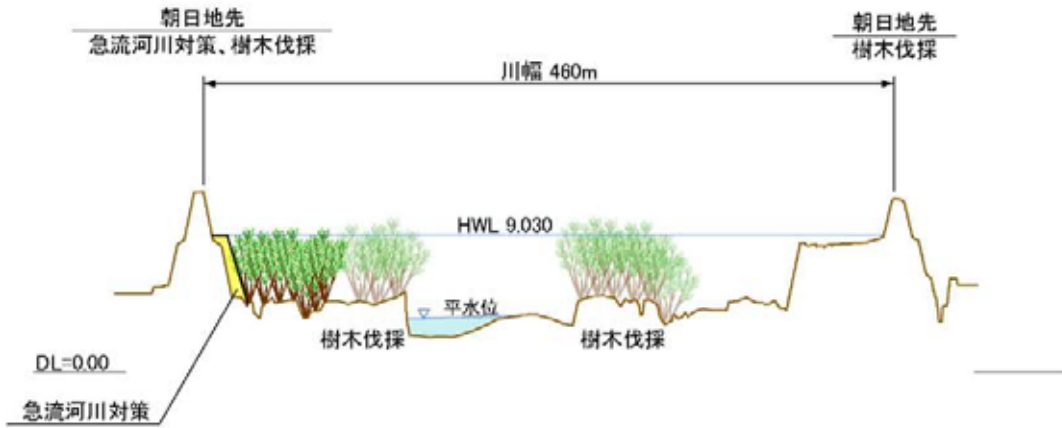 朝日地先
急流河川対策、樹木伐採
朝日地先
樹木伐採
川幅 460m
HWL 9.030
平水位
樹木伐採
樹木伐採
DL=0.00
急流河川対策